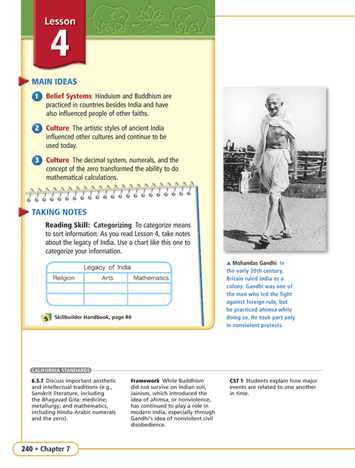 Lesson
4
MAIN IDEAS
1 Belief Systems Hinduism and Buddhism are
practiced in countries besides India and have
also influenced people of other faiths.
2 Culture The artistic styles of ancient India
influenced other cultures and continue to be
used today.
3 Culture The decimal system, numerals, and the
concept of the zero transformed the ability to do
mathematical calculations.
TAKING NOTES
Reading Skill: Categorizing To categorize means
to sort information. As you read Lesson 4, take notes
about the legacy of India. Use a chart like this one to
categorize your information.
Legacy of India
Religion Arts Mathematics
Skillbuilder Handbook, page R6
▲ Mohandas Gandhi In
the early 20th century,
Britain ruled India as a
colony. Gandhi was one of
the men who led the fight
against foreign rule, but
he practiced ahimsa while
doing so. He took part only
in nonviolent protests.
CALIFORNIA STANDARDS
6.5.7 Discuss important aesthetic
and intellectual traditions (e.g.,
Sanskrit literature, including
the Bhagavad Gita; medicine;
metallurgy; and mathematics,
including Hindu-Arabic numerals
and the zero).
Framework While Buddhism
did not survive on Indian soil,
Jainism, which introduced the
idea of ahimsa, or nonviolence,
has continued to play a role in
modern India, especially through
Gandhi's idea of nonviolent civil
disobedience.
CST 1 Students explain how major
events are related to one another
in time.
240 • Chapter 7